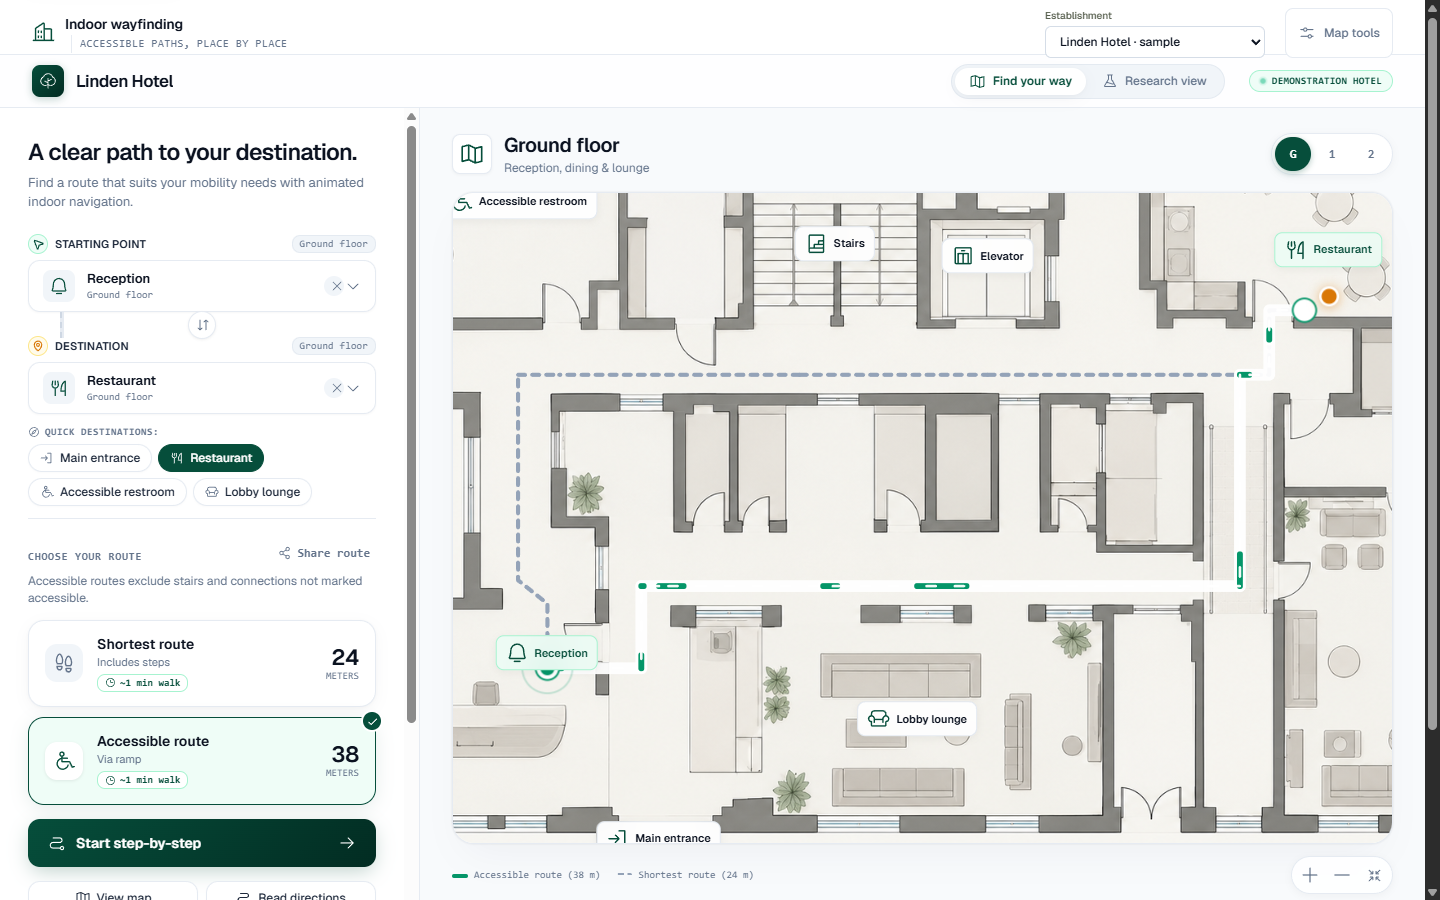 Indoor wayfinding
ACCESSIBLE PATHS, PLACE BY PLACE
Establishment
Linden Hotel · sample
Map tools
Linden Hotel
Find your way
Research view
DEMONSTRATION HOTEL
A clear path to your destination.
Find a route that suits your mobility needs with animated
indoor navigation.
STARTING POINT
Ground floor
Reception
Ground floor
DESTINATION
Ground floor
Restaurant
Ground floor
QUICK DESTINATIONS:
Main entrance
Restaurant
Accessible restroom
Lobby lounge
CHOOSE YOUR ROUTE
Share route
Accessible routes exclude stairs and connections not marked
accessible.
Shortest route
Includes steps
~1 min walk
24
METERS
Accessible route
Via ramp
~1 min walk
38
METERS
Start step-by-step
View map
Read directions
Ground floor
Reception, dining & lounge
G
1
2
Accessible restroom
Stairs
Elevator
Restaurant
Reception
Lobby lounge
Main entrance
Accessible route (38 m)
Shortest route (24 m)